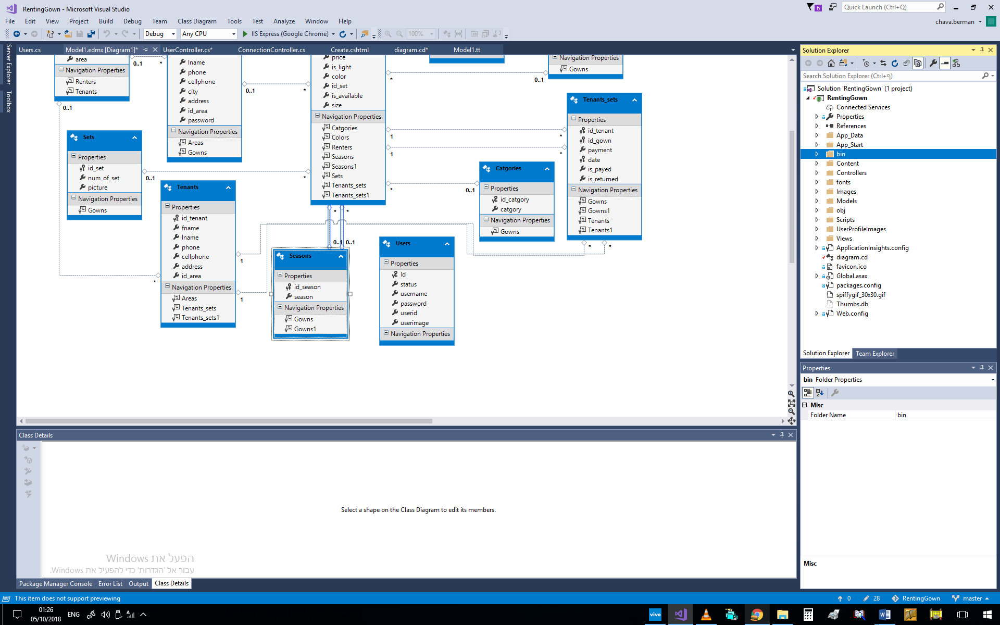 RentingGown - Microsoft Visual Studio
6
Quick Launch (Ctrl+Q)
File Edit View Project Build Debug Team Class Diagram Tools Test Analyze Window Help
chava.berman
Debug Any CPU IIS Express (Google Chrome) 100%
Server Explorer
Toolbox
Users.cs Model1.edmx [Diagram1]* UserController.cs* ConnectionController.cs Create.cshtml diagram.cd* Model1.tt
area
Navigation Properties
Renters
Tenants
0..1
*
0..1
lname
phone
cellphone
city
address
id_area
password
Navigation Properties
Areas
Gowns
0..1
*
price
is_light
color
id_set
is_available
size
Navigation Properties
Catgories
Colors
Renters
Seasons
Seasons1
Sets
Tenants_sets
Tenants_sets1
*
0..1
Navigation Properties
Gowns
1
*
1
*
*
0..1
Tenants_sets
Properties
id_tenant
id_gown
payment
date
is_payed
is_returned
Navigation Properties
Gowns
Gowns1
Tenants
Tenants1
*
*
Sets
Properties
id_set
num_of_set
picture
Navigation Properties
Gowns
0..1
*
Tenants
Properties
id_tenant
fname
lname
phone
cellphone
address
id_area
Navigation Properties
Areas
Tenants_sets
Tenants_sets1
*
1
1
*
*
0..1
0..1
Seasons
Properties
id_season
season
Navigation Properties
Gowns
Gowns1
Users
Properties
Id
status
username
password
userid
userimage
Navigation Properties
Catgories
Properties
id_catgory
catgory
Navigation Properties
Gowns
Class Details
Select a shape on the Class Diagram to edit its members.
הפעל את Windows
עבור אל 'הגדרות' כדי להפעיל את Windows.
Package Manager Console Error List Output Class Details
Solution Explorer
Search Solution Explorer (Ctrl+ף)
Solution 'RentingGown' (1 project)
RentingGown
Connected Services
Properties
References
App_Data
App_Start
bin
Content
Controllers
fonts
Images
Models
obj
Scripts
UserProfileImages
Views
ApplicationInsights.config
diagram.cd
favicon.ico
Global.asax
packages.config
spiffygif_30x30.gif
Thumbs.db
Web.config
Solution Explorer Team Explorer
Properties
bin Folder Properties
Misc
Folder Name bin
Misc
This item does not support previewing
0 28 RentingGown master
01:26
05/10/2018
ENG
vivo